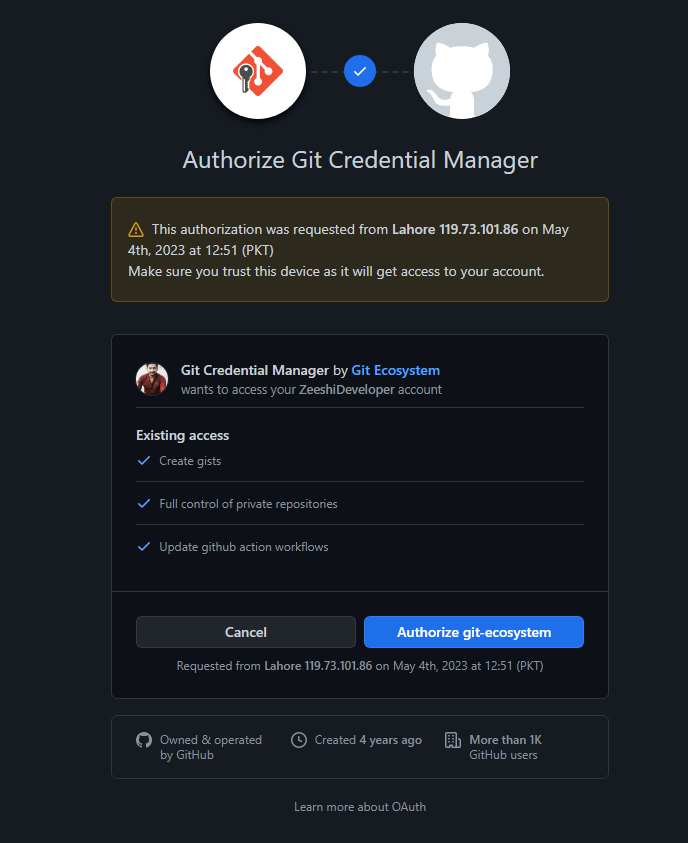 Authorize Git Credential Manager
This authorization was requested from Lahore 119.73.101.86 on May
4th, 2023 at 12:51 (PKT)
Make sure you trust this device as it will get access to your account.
Git Credential Manager by Git Ecosystem
wants to access your ZeeshiDeveloper account
Existing access
Create gists
Full control of private repositories
Update github action workflows
Cancel
Authorize git-ecosystem
Requested from Lahore 119.73.101.86 on May 4th, 2023 at 12:51 (PKT)
Owned & operated
by GitHub
Created 4 years ago
More than 1K
GitHub users
Learn more about OAuth